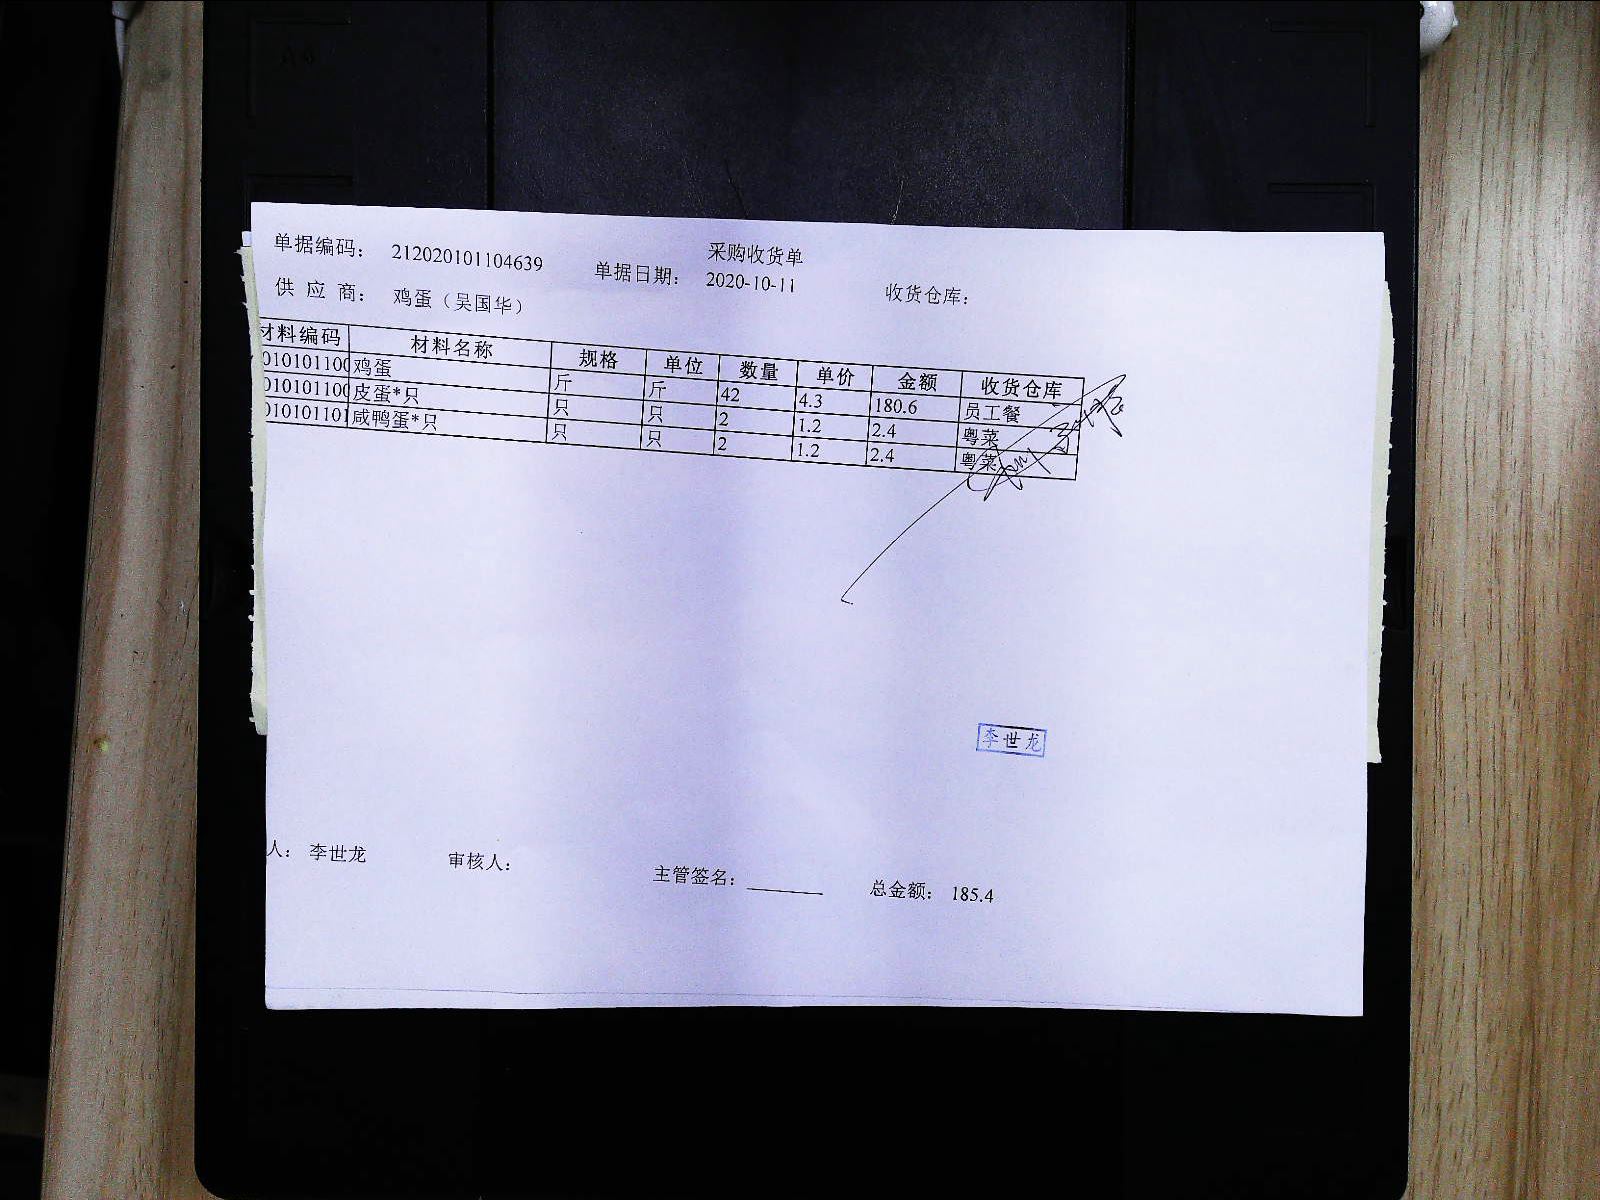 采购收货单
单据编码： 212020101104639 单据日期： 2020-10-11 收货仓库：
供 应 商： 鸡蛋（吴国华）
材料编码 材料名称 规格 单位 数量 单价 金额 收货仓库
010101100 鸡蛋 斤 斤 42 4.3 180.6 员工餐
010101100 皮蛋*只 只 只 2 1.2 2.4 粤菜
010101101 咸鸭蛋*只 只 只 2 1.2 2.4 粤菜
李世龙
人： 李世龙 审核人： 主管签名： 总金额： 185.4